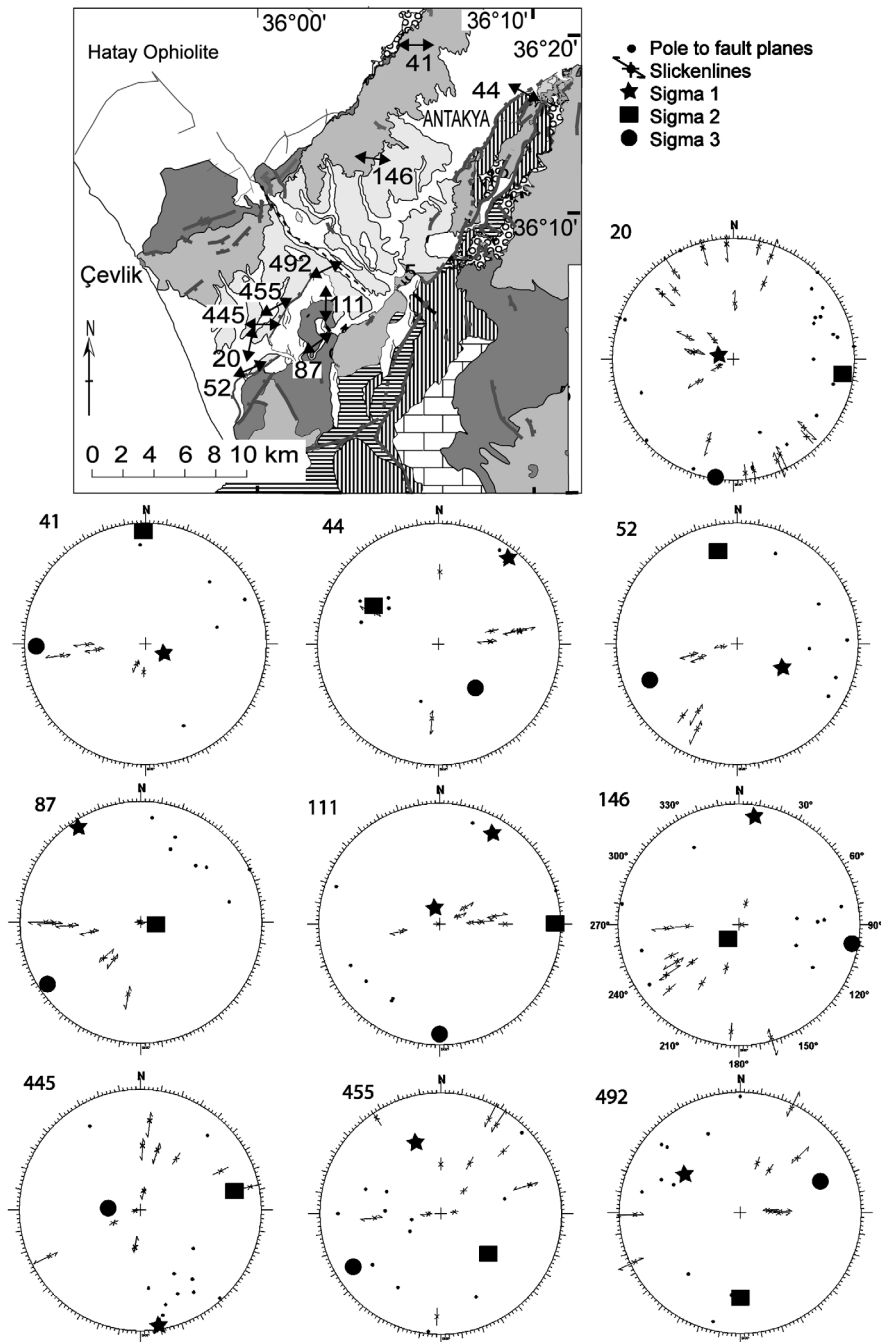 36°00'
36°10'
Hatay Ophiolite
36°20'
41
44
ANTAKYA
146
36°10'
492
5
Çevlik
455
111
445
N
20
87
52
0 2 4 6 8 10 km
Pole to fault planes
Slickenlines
Sigma 1
Sigma 2
Sigma 3
20
N
41
N
44
N
52
N
87
N
111
N
146
N
330°
30°
300°
60°
270°
90°
240°
120°
210°
150°
180°
445
N
455
N
492
N